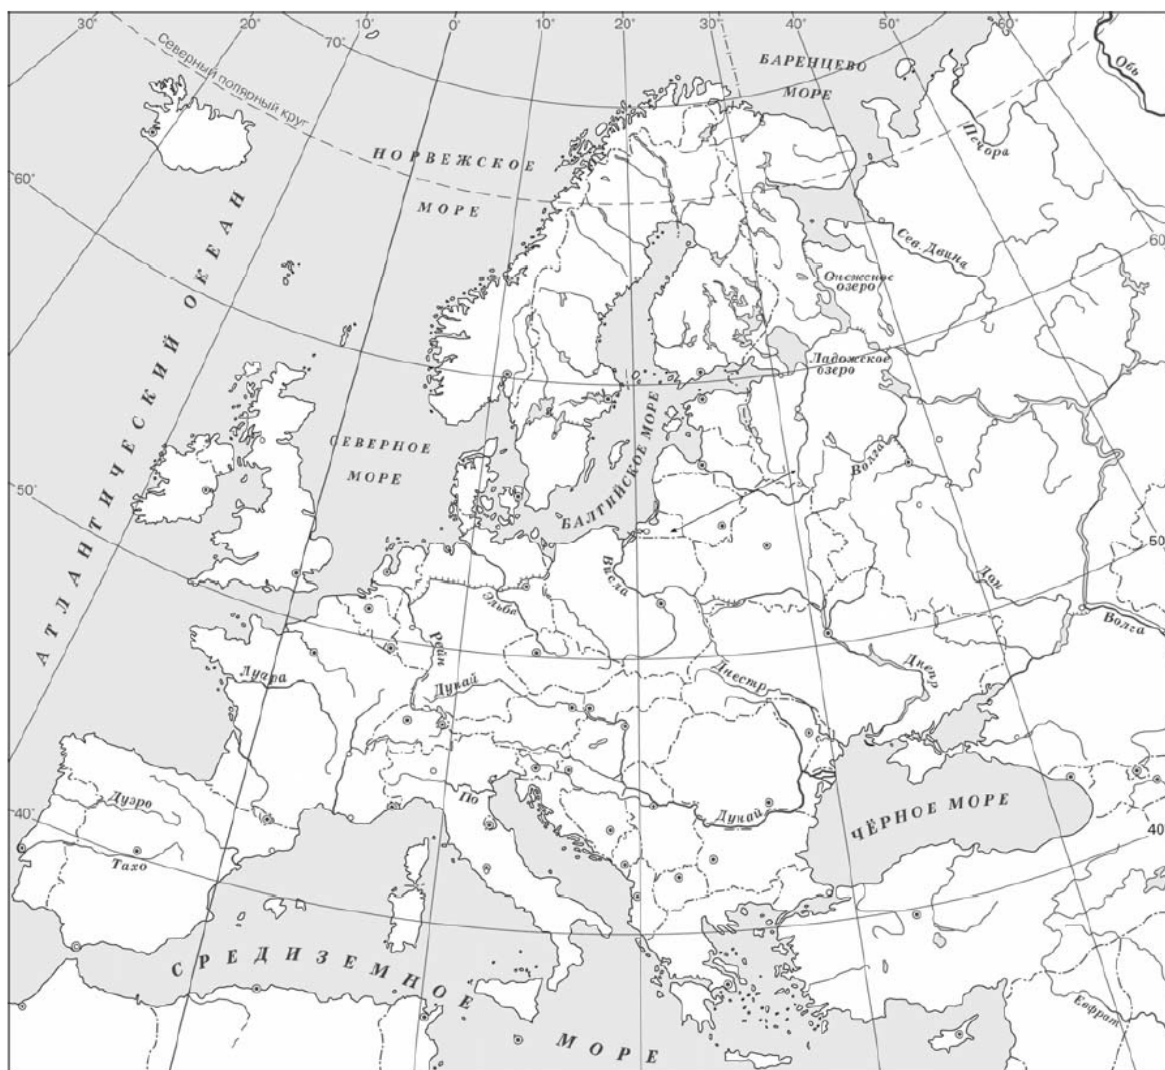 30° 20° 70° 0° 10° 20° 30° 40° 50° 60°
Северный полярный круг
БАРЕНЦЕВО
МОРЕ
Обь
Печора
НОРВЕЖСКОЕ
МОРЕ
60°
60°
Сев. Двина
Онежское
озеро
Ладожское
озеро
АТЛАНТИЧЕСКИЙ ОКЕАН
СЕВЕРНОЕ
МОРЕ
БАЛТИЙСКОЕ МОРЕ
Волга
50°
50°
Висла
Эльба
Дон
Волга
Рейн
Луара
Дунай
Днестр
Днепр
По
Дунай
ЧЁРНОЕ МОРЕ
Дуэро
40°
40°
Тахо
СРЕДИЗЕМНОЕ
МОРЕ
Евфрат